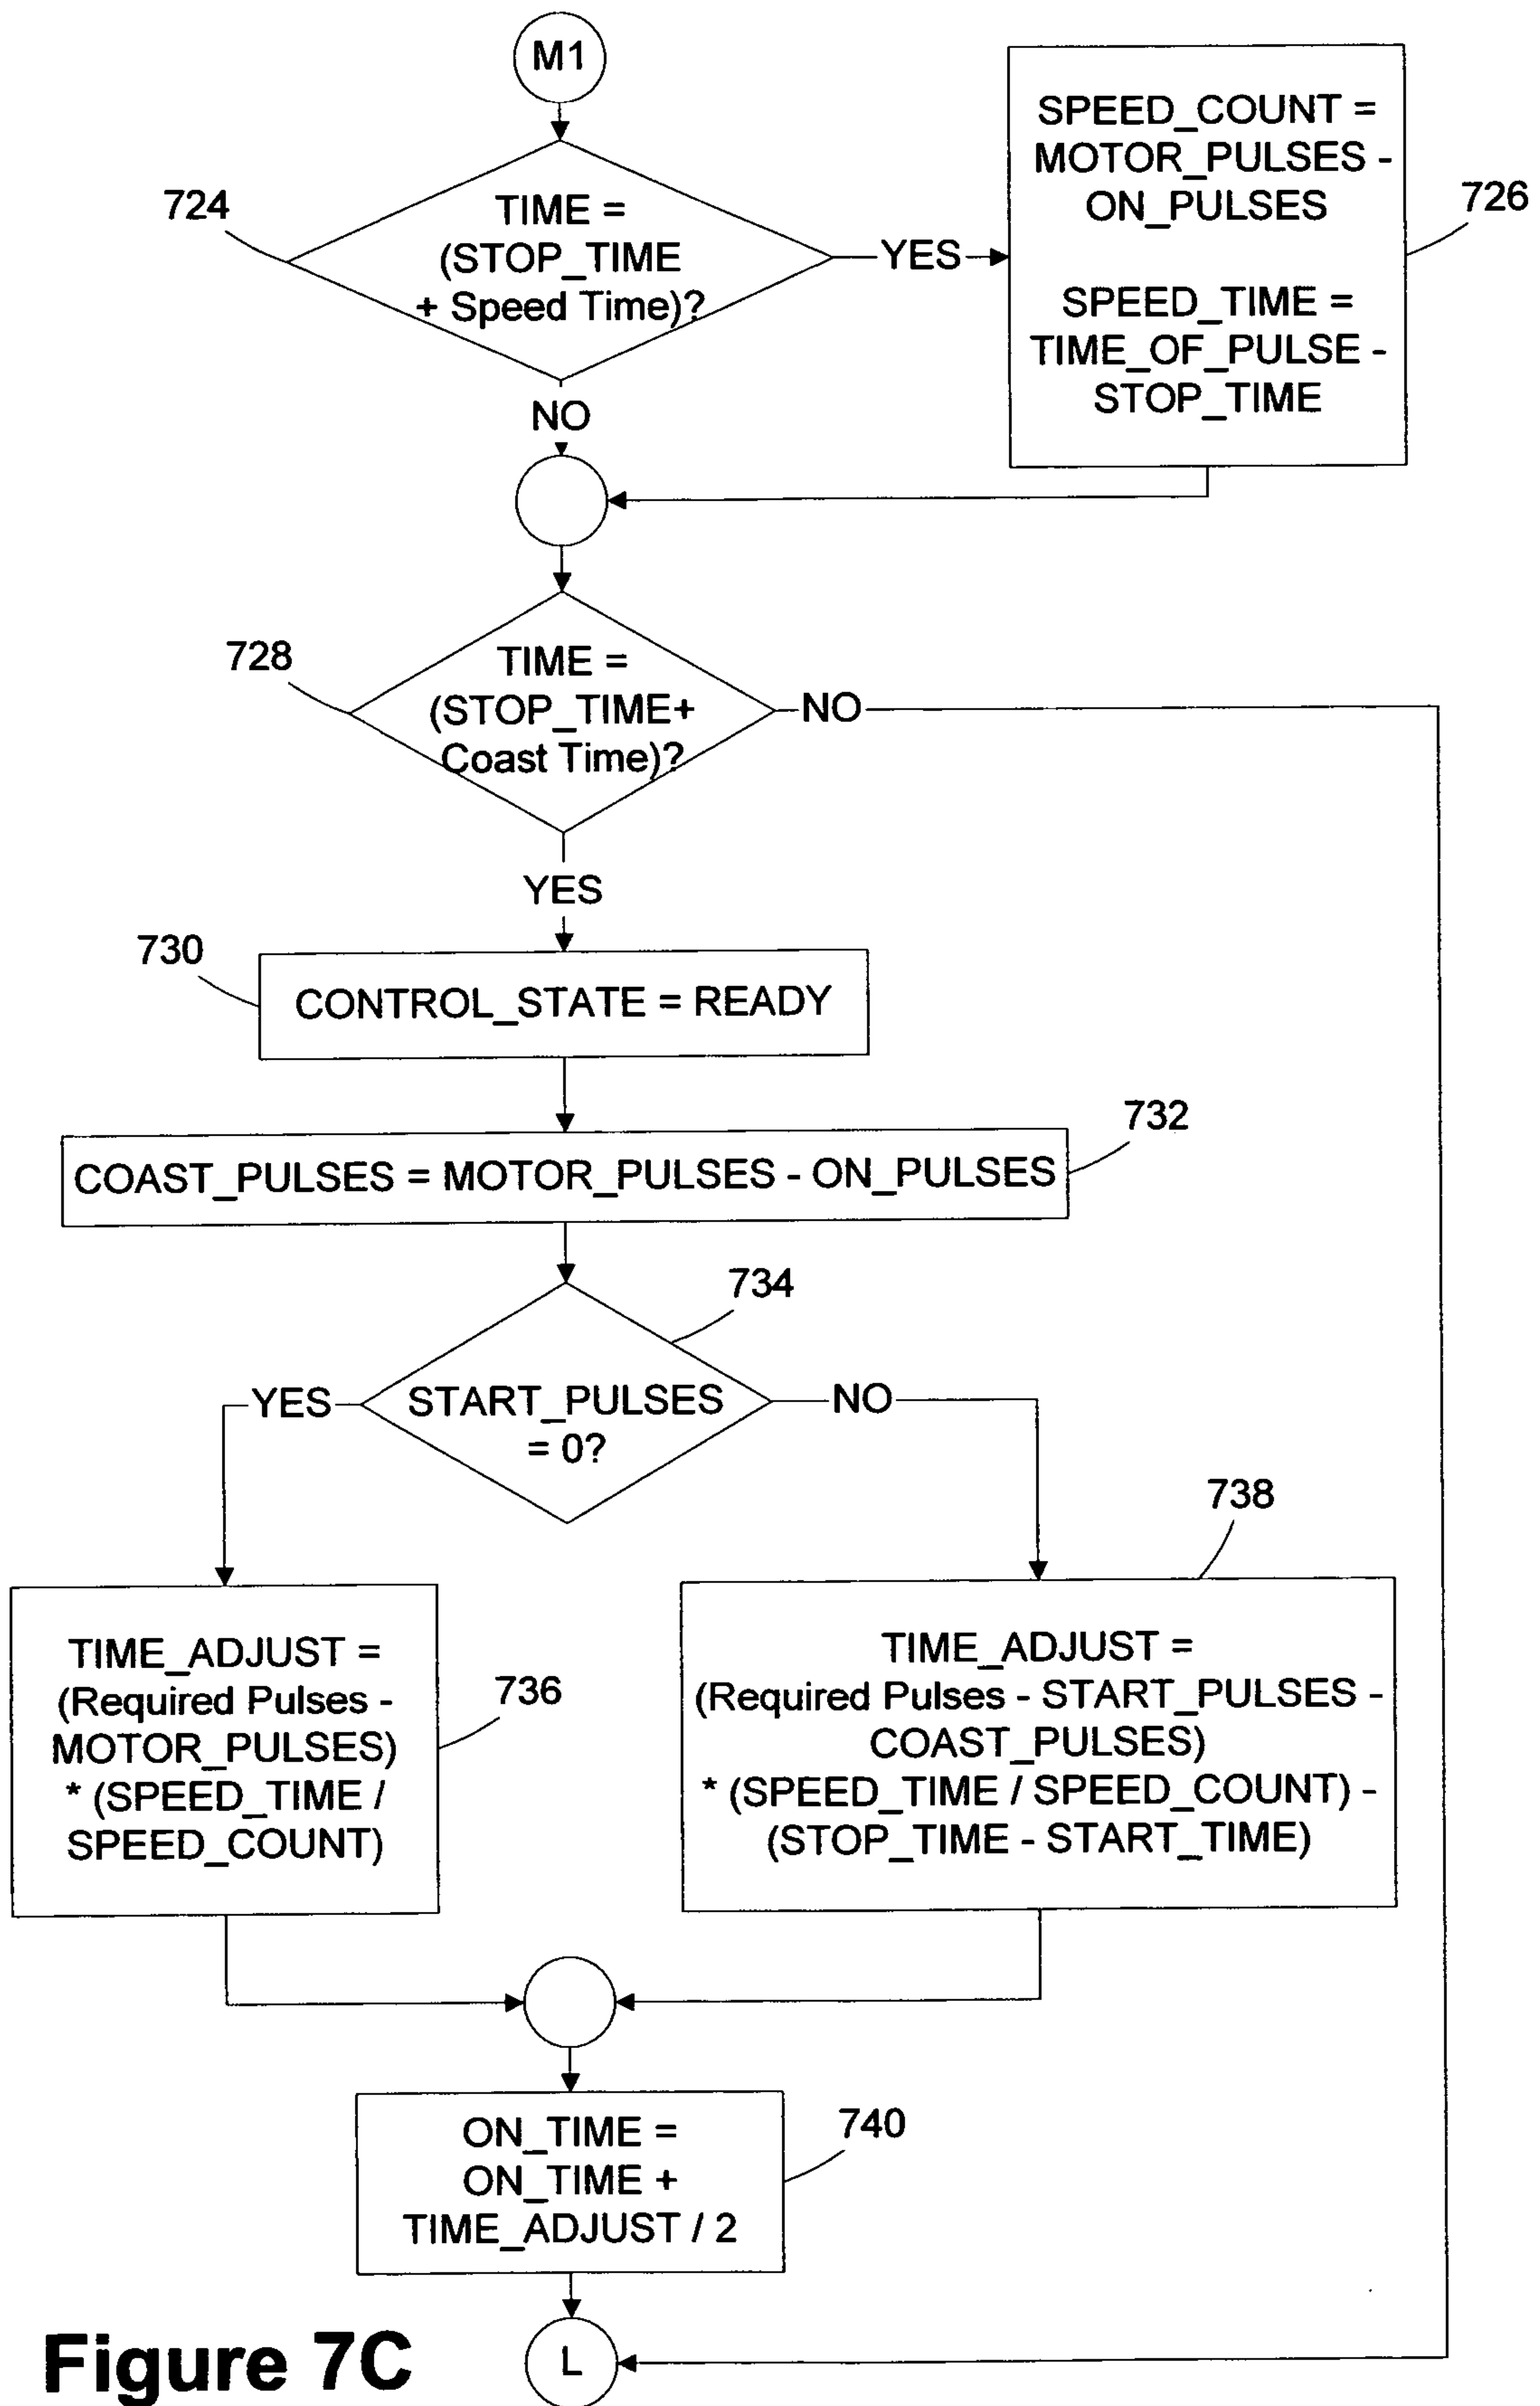 M1
724
TIME =
(STOP_TIME
+ Speed Time)?
YES
SPEED_COUNT =
MOTOR_PULSES -
ON_PULSES
SPEED_TIME =
TIME_OF_PULSE -
STOP_TIME
726
NO
728
TIME =
(STOP_TIME+
Coast Time)?
NO
YES
730
CONTROL_STATE = READY
732
COAST_PULSES = MOTOR_PULSES - ON_PULSES
734
START_PULSES
= 0?
YES
NO
TIME_ADJUST =
(Required Pulses -
MOTOR_PULSES)
* (SPEED_TIME /
SPEED_COUNT)
736
738
TIME_ADJUST =
(Required Pulses - START_PULSES -
COAST_PULSES)
* (SPEED_TIME / SPEED_COUNT) -
(STOP_TIME - START_TIME)
ON_TIME =
ON_TIME +
TIME_ADJUST / 2
740
L
Figure 7C